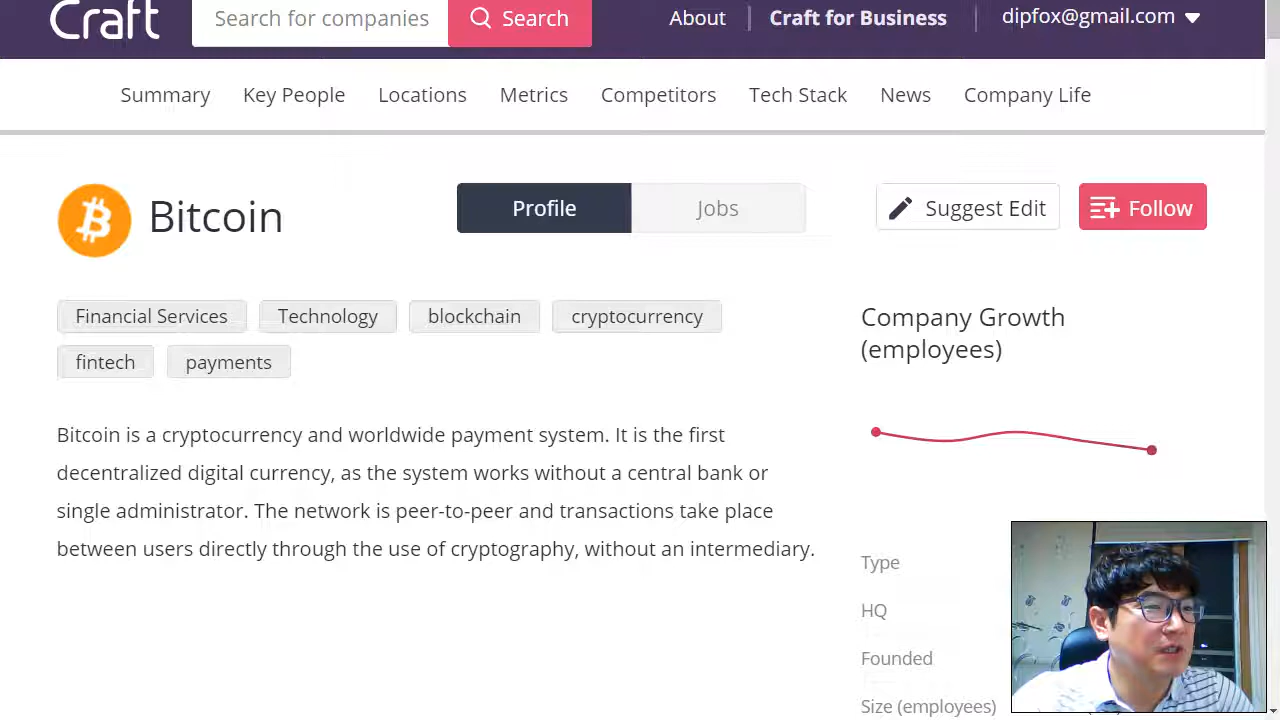 Craft Search for companies Search About Craft for Business dipfox@gmail.com
Summary Key People Locations Metrics Competitors Tech Stack News Company Life
Bitcoin Profile Jobs Suggest Edit Follow
Financial Services Technology blockchain cryptocurrency
fintech payments
Bitcoin is a cryptocurrency and worldwide payment system. It is the first
decentralized digital currency, as the system works without a central bank or
single administrator. The network is peer-to-peer and transactions take place
between users directly through the use of cryptography, without an intermediary.
Company Growth
(employees)
Type
HQ
Founded
Size (employees)